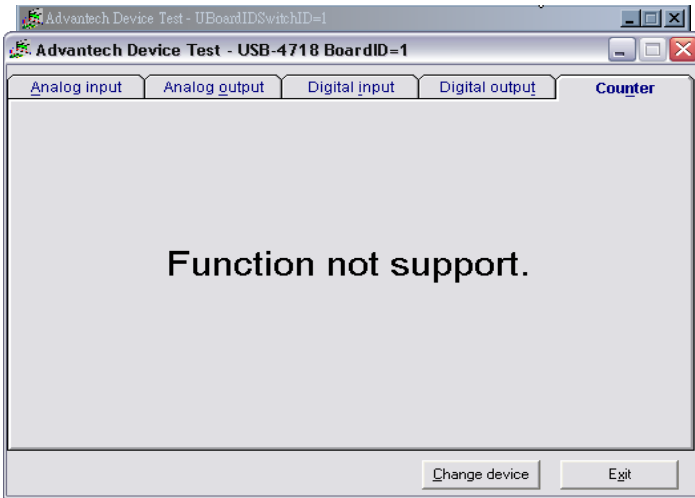 Advantech Device Test - UBoardIDSwitchID=1
Advantech Device Test - USB-4718 BoardID=1
Analog input Analog output Digital input Digital output Counter
Function not support.
Change device Exit